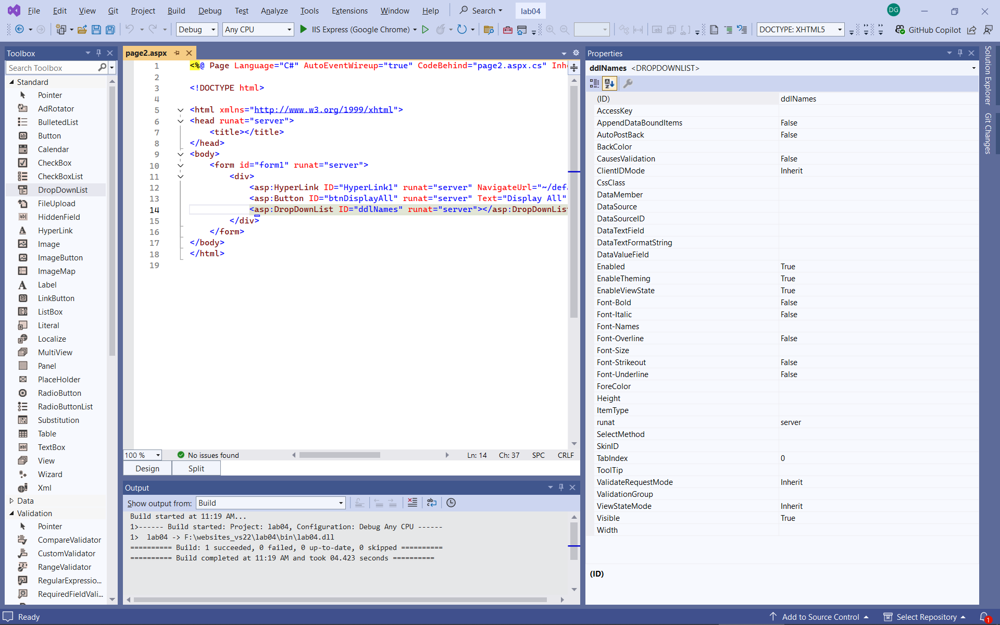 File Edit View Git Project Build Debug Test Analyze Tools Extensions Window Help Search lab04 DG
Debug Any CPU IIS Express (Google Chrome) DOCTYPE: XHTML5 GitHub Copilot
Toolbox
Search Toolbox
Standard
Pointer
AdRotator
BulletedList
Button
Calendar
CheckBox
CheckBoxList
DropDownList
FileUpload
HiddenField
HyperLink
Image
ImageButton
ImageMap
Label
LinkButton
ListBox
Literal
Localize
MultiView
Panel
PlaceHolder
RadioButton
RadioButtonList
Substitution
Table
TextBox
View
Wizard
Xml
Data
Validation
Pointer
CompareValidator
CustomValidator
RangeValidator
RegularExpressio...
RequiredFieldVali...
page2.aspx
1 <%@ Page Language="C#" AutoEventWireup="true" CodeBehind="page2.aspx.cs" Inh
2
3 <!DOCTYPE html>
4
5 <html xmlns="http://www.w3.org/1999/xhtml">
6 <head runat="server">
7 <title></title>
8 </head>
9 <body>
10 <form id="form1" runat="server">
11 <div>
12 <asp:HyperLink ID="HyperLink1" runat="server" NavigateUrl="~/def
13 <asp:Button ID="btnDisplayAll" runat="server" Text="Display All"
14 <asp:DropDownList ID="ddlNames" runat="server"></asp:DropDownList
15 </div>
16 </form>
17 </body>
18 </html>
19
100 % No issues found Ln: 14 Ch: 37 SPC CRLF
Design Split
Output
Show output from: Build
Build started at 11:19 AM...
1>------ Build started: Project: lab04, Configuration: Debug Any CPU ------
1>  lab04 -> F:\websites_vs22\lab04\bin\lab04.dll
========== Build: 1 succeeded, 0 failed, 0 up-to-date, 0 skipped ==========
========== Build completed at 11:19 AM and took 04.423 seconds ==========
Properties
ddlNames <DROPDOWNLIST>
(ID) ddlNames
AccessKey
AppendDataBoundItems False
AutoPostBack False
BackColor
CausesValidation False
ClientIDMode Inherit
CssClass
DataMember
DataSource
DataSourceID
DataTextField
DataTextFormatString
DataValueField
Enabled True
EnableTheming True
EnableViewState True
Font-Bold False
Font-Italic False
Font-Names
Font-Overline False
Font-Size
Font-Strikeout False
Font-Underline False
ForeColor
Height
ItemType
runat server
SelectMethod
SkinID
TabIndex 0
ToolTip
ValidateRequestMode Inherit
ValidationGroup
ViewStateMode Inherit
Visible True
Width
(ID)
Solution Explorer
Git Changes
Ready Add to Source Control Select Repository 1